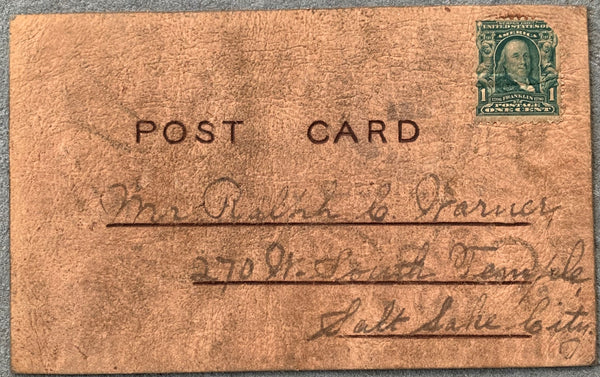 UNITED STATES OF
AMERICA
1 FRANKLIN 1
POSTAGE
ONE CENT
POST CARD
Mr Ralph C. Warner,
270 W. South Temple,
Salt Lake City.